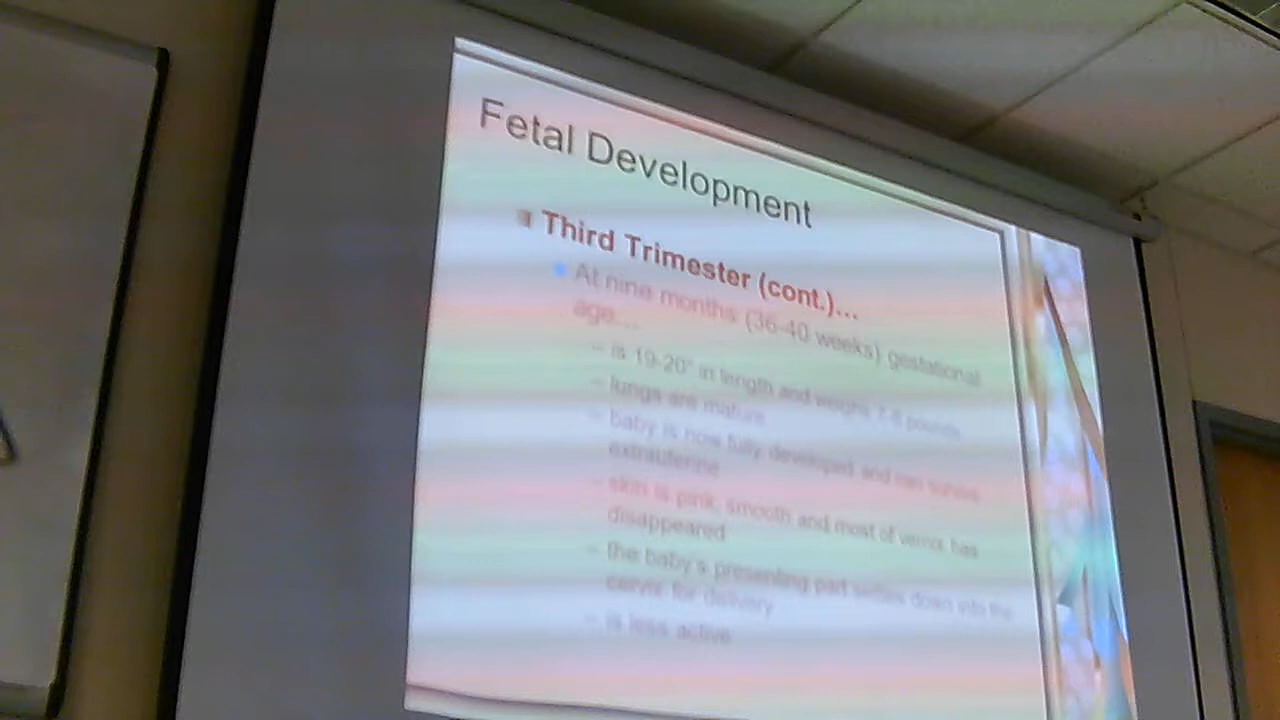 Fetal Development
Third Trimester (cont.)...
• At nine months (36-40 weeks) gestational
age...
– is 19-20" in length and weighs 7-8 pounds
– lungs are mature
– baby is now fully developed and can survive
extrauterine
– skin is pink, smooth and most of vernix has
disappeared
– the baby's presenting part settles down into the
cervix for delivery
– is less active